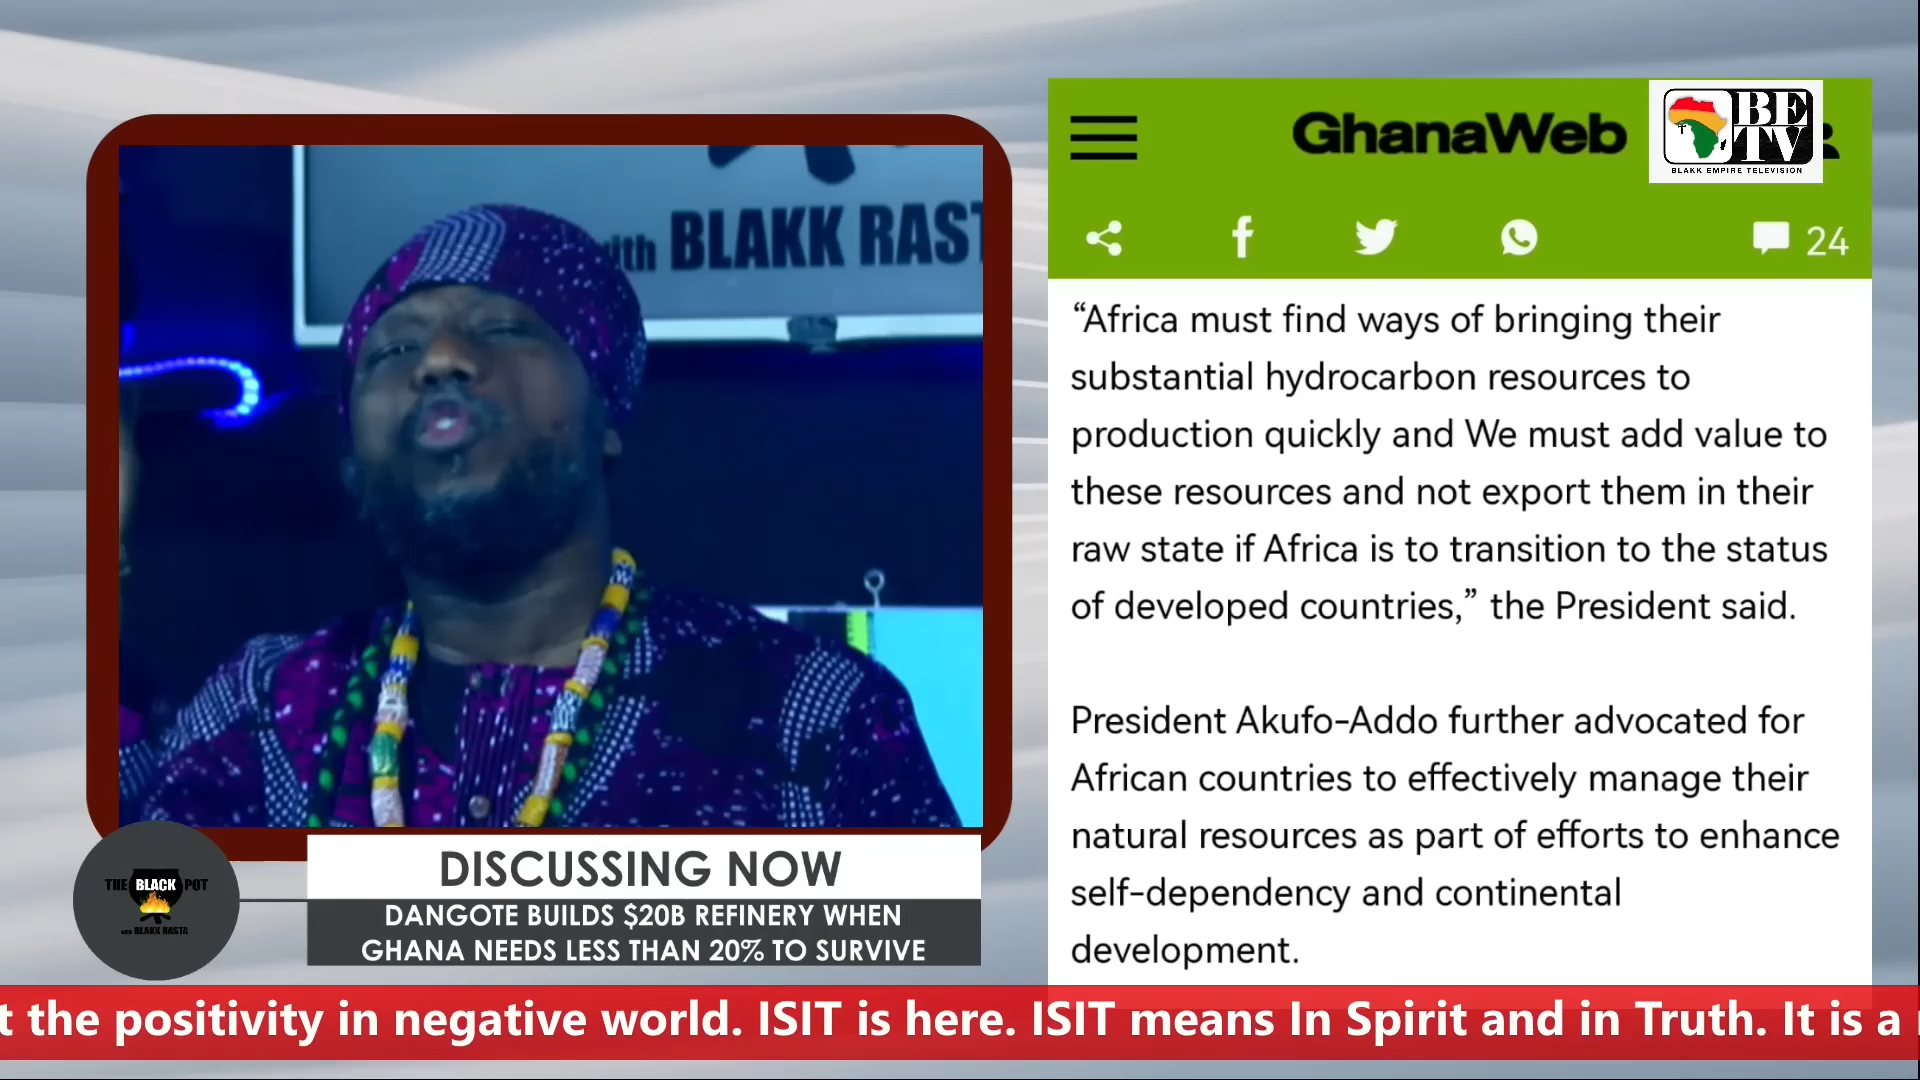 with BLAKK RAST
GhanaWeb
BE
TV
BLAKK EMPIRE TELEVISION
24
“Africa must find ways of bringing their
substantial hydrocarbon resources to
production quickly and We must add value to
these resources and not export them in their
raw state if Africa is to transition to the status
of developed countries,” the President said.
President Akufo-Addo further advocated for
African countries to effectively manage their
natural resources as part of efforts to enhance
self-dependency and continental
development.
THE BLACK POT
WITH BLAKK RASTA
DISCUSSING NOW
DANGOTE BUILDS $20B REFINERY WHEN
GHANA NEEDS LESS THAN 20% TO SURVIVE
t the positivity in negative world. ISIT is here. ISIT means In Spirit and in Truth. It is a